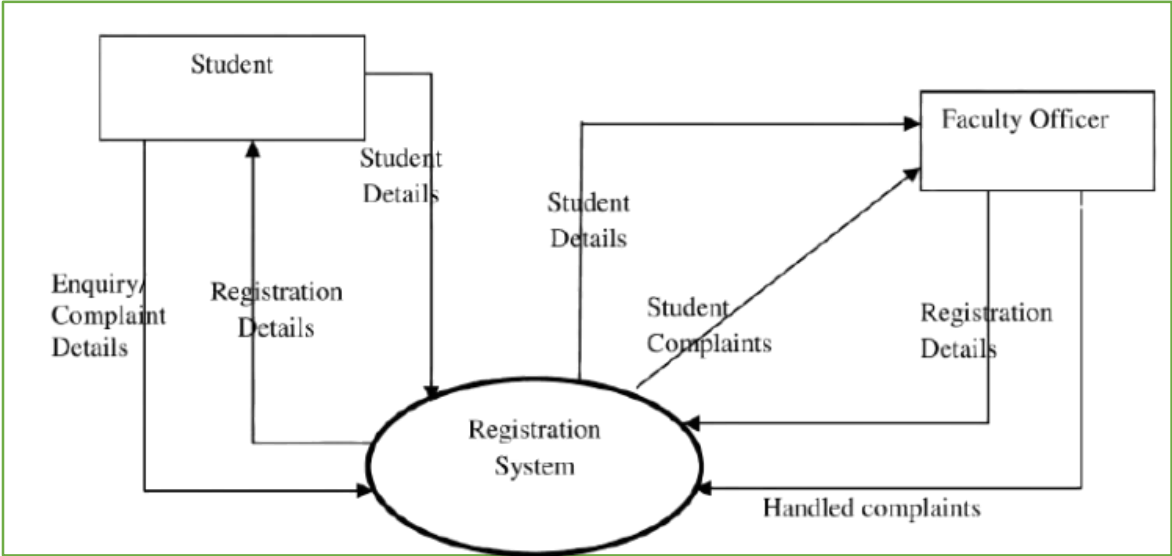 Student
Faculty Officer
Student
Details
Student
Details
Enquiry/
Complaint
Details
Registration
Details
Student
Complaints
Registration
Details
Registration
System
Handled complaints